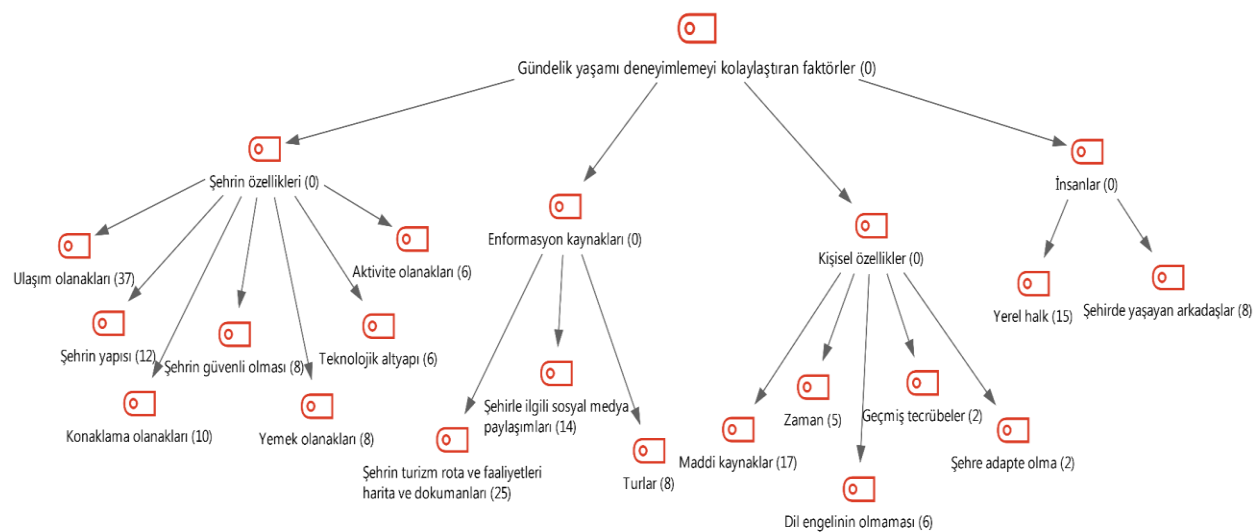 Gündelik yaşamı deneyimlemeyi kolaylaştıran faktörler (0)
Şehrin özellikleri (0)
Ulaşım olanakları (37)
Şehrin yapısı (12)
Konaklama olanakları (10)
Şehrin güvenli olması (8)
Yemek olanakları (8)
Teknolojik altyapı (6)
Aktivite olanakları (6)
Enformasyon kaynakları (0)
Şehrin turizm rota ve faaliyetleri
harita ve dokumanları (25)
Şehirle ilgili sosyal medya
paylaşımları (14)
Turlar (8)
Kişisel özellikler (0)
Maddi kaynaklar (17)
Zaman (5)
Dil engelinin olmaması (6)
Geçmiş tecrübeler (2)
Şehre adapte olma (2)
İnsanlar (0)
Yerel halk (15)
Şehirde yaşayan arkadaşlar (8)